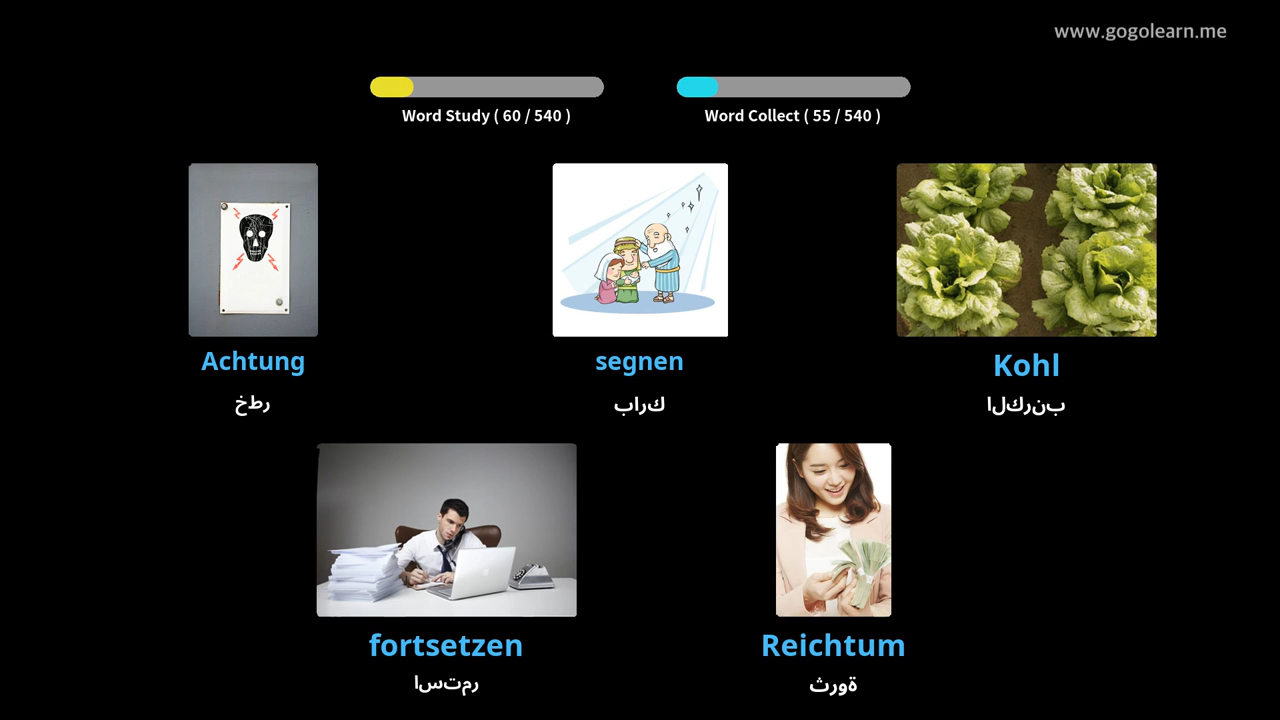 www.gogolearn.me
Word Study ( 60 / 540 )
Word Collect ( 55 / 540 )
Achtung
خطر
segnen
بارك
Kohl
الكرنب
fortsetzen
استمر
Reichtum
ثروة